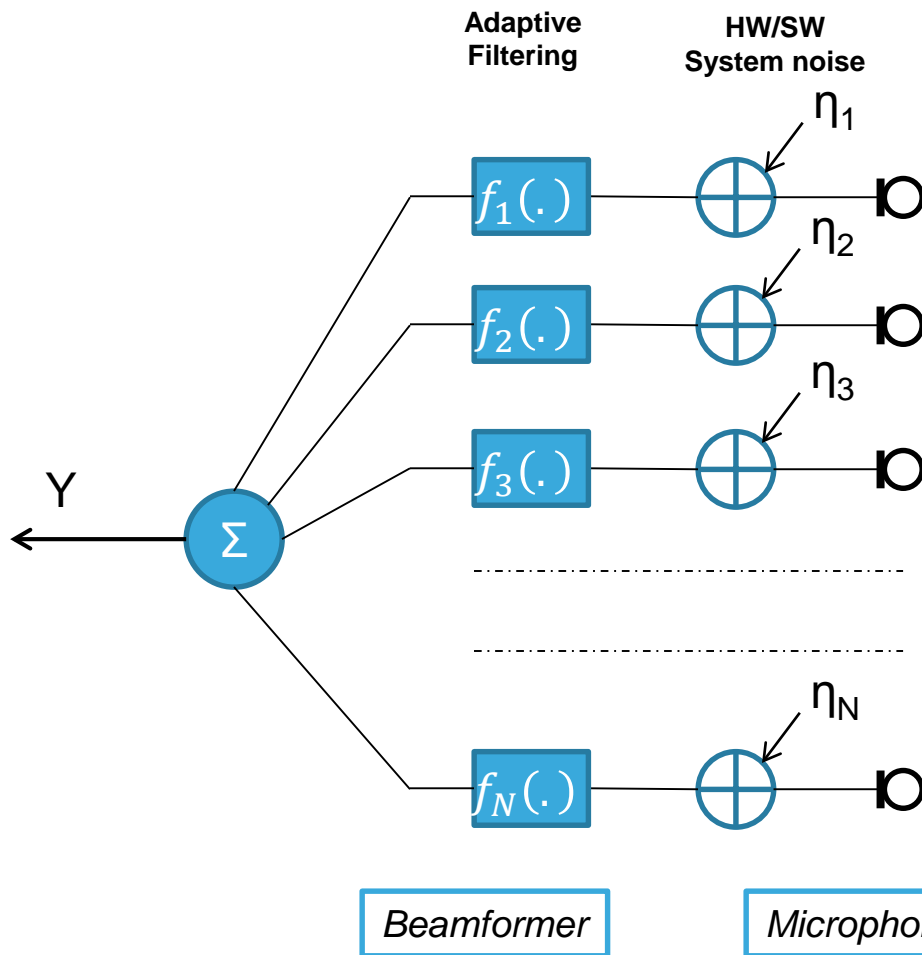 Adaptive
Filtering
HW/SW
System noise
η1
f1(.)
η2
f2(.)
η3
f3(.)
Y
Σ
ηN
fN(.)
Beamformer